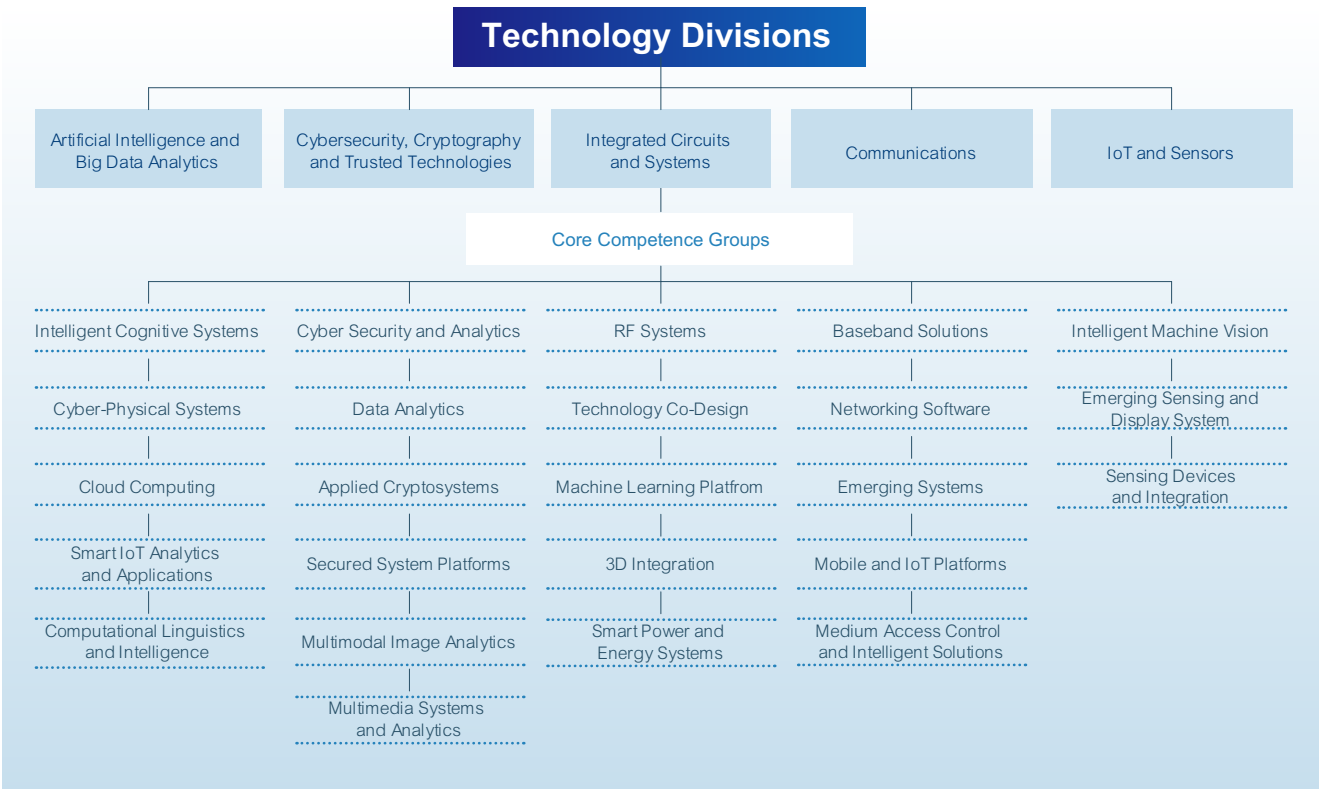 Technology Divisions
Artificial Intelligence and
Big Data Analytics
Cybersecurity, Cryptography
and Trusted Technologies
Integrated Circuits
and Systems
Communications
IoT and Sensors
Core Competence Groups
Intelligent Cognitive Systems
Cyber-Physical Systems
Cloud Computing
Smart IoT Analytics
and Applications
Computational Linguistics
and Intelligence
Cyber Security and Analytics
Data Analytics
Applied Cryptosystems
Secured System Platforms
Multimodal Image Analytics
Multimedia Systems
and Analytics
RF Systems
Technology Co-Design
Machine Learning Platfrom
3D Integration
Smart Power and
Energy Systems
Baseband Solutions
Networking Software
Emerging Systems
Mobile and IoT Platforms
Medium Access Control
and Intelligent Solutions
Intelligent Machine Vision
Emerging Sensing and
Display System
Sensing Devices
and Integration